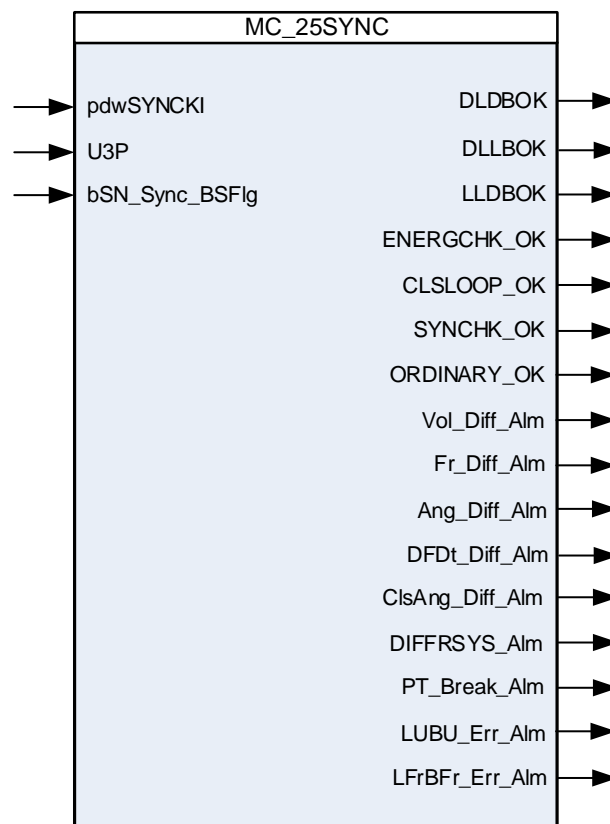 MC_25SYNC
pdwSYNCKI
U3P
bSN_Sync_BSFlg
DLDBOK
DLLBOK
LLDBOK
ENERGCHK_OK
CLSLOOP_OK
SYNCHK_OK
ORDINARY_OK
Vol_Diff_Alm
Fr_Diff_Alm
Ang_Diff_Alm
DFDt_Diff_Alm
ClsAng_Diff_Alm
DIFFRSYS_Alm
PT_Break_Alm
LUBU_Err_Alm
LFrBFr_Err_Alm